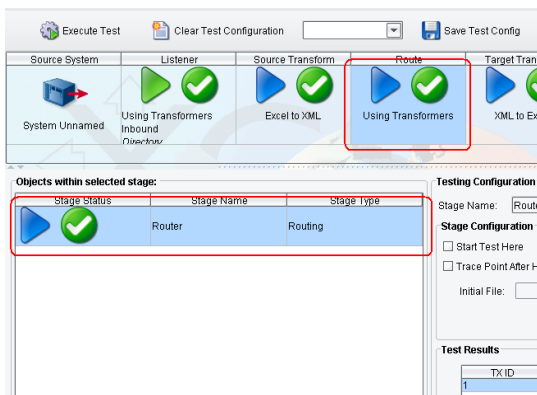 Execute Test
Clear Test Configuration
Save Test Config
Source System
Listener
Source Transform
Route
Target Tran
System Unnamed
Using Transformers
Inbound
Directory
Excel to XML
Using Transformers
XML to Ex
Objects within selected stage:
Stage Status
Stage Name
Stage Type
Router
Routing
Testing Configuration
Stage Name:
Route
Stage Configuration
Start Test Here
Trace Point After H
Initial File:
Test Results
TX ID
1